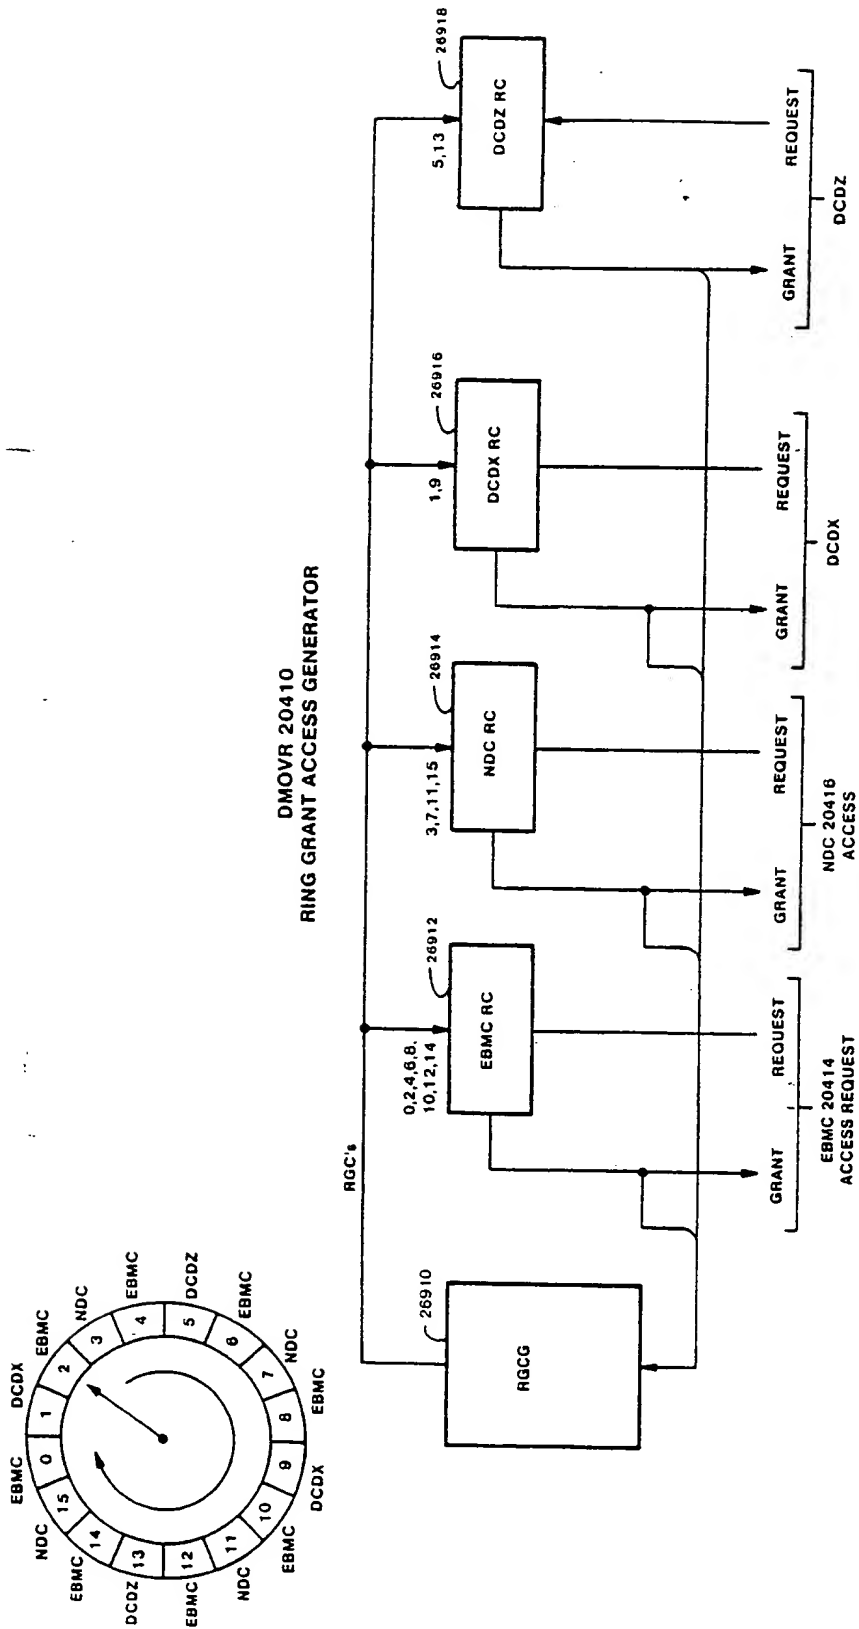 DMOVR 20410
RING GRANT ACCESS GENERATOR
EBMC
DCDX
EBMC
NDC
EBMC
DCDZ
EBMC
NDC
EBMC
DCDX
EBMC
NDC
EBMC
DCDZ
EBMC
NDC
0
1
2
3
4
5
6
7
8
9
10
11
12
13
14
15
RGC's
26910
RGCG
0,2,4,6,8.
10,12,14
26912
EBMC RC
3,7,11,15
26914
NDC RC
1,9
26916
DCDX RC
5,13
26918
DCDZ RC
GRANT
REQUEST
EBMC 20414
ACCESS REQUEST
GRANT
REQUEST
NDC 20416
ACCESS
GRANT
REQUEST
DCDX
GRANT
REQUEST
DCDZ